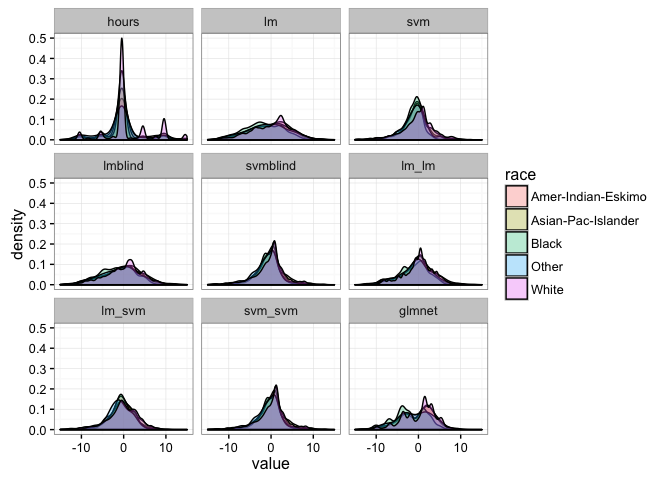 hours lm svm
0.5
0.4
0.3
0.2
0.1
0.0
lmblind svmblind lm_lm
0.5
0.4
0.3
0.2
0.1
0.0
lm_svm svm_svm glmnet
0.5
0.4
0.3
0.2
0.1
0.0
-10 0 10 -10 0 10 -10 0 10
value
density
race
Amer-Indian-Eskimo
Asian-Pac-Islander
Black
Other
White